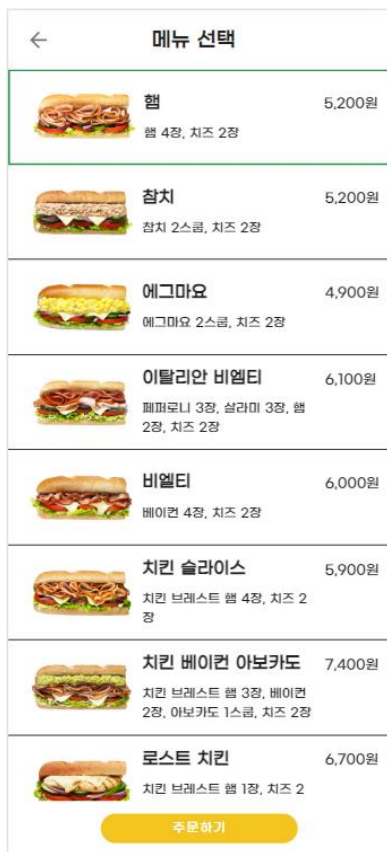 메뉴 선택
햄 5,200원
햄 4장, 치즈 2장
참치 5,200원
참치 2스쿱, 치즈 2장
에그마요 4,900원
에그마요 2스쿱, 치즈 2장
이탈리안 비엠티 6,100원
페퍼로니 3장, 살라미 3장, 햄
2장, 치즈 2장
비엘티 6,000원
베이컨 4장, 치즈 2장
치킨 슬라이스 5,900원
치킨 브레스트 햄 4장, 치즈 2
장
치킨 베이컨 아보카도 7,400원
치킨 브레스트 햄 3장, 베이컨
2장, 아보카도 1스쿱, 치즈 2장
로스트 치킨 6,700원
치킨 브레스트 햄 1장, 치즈 2
주문하기